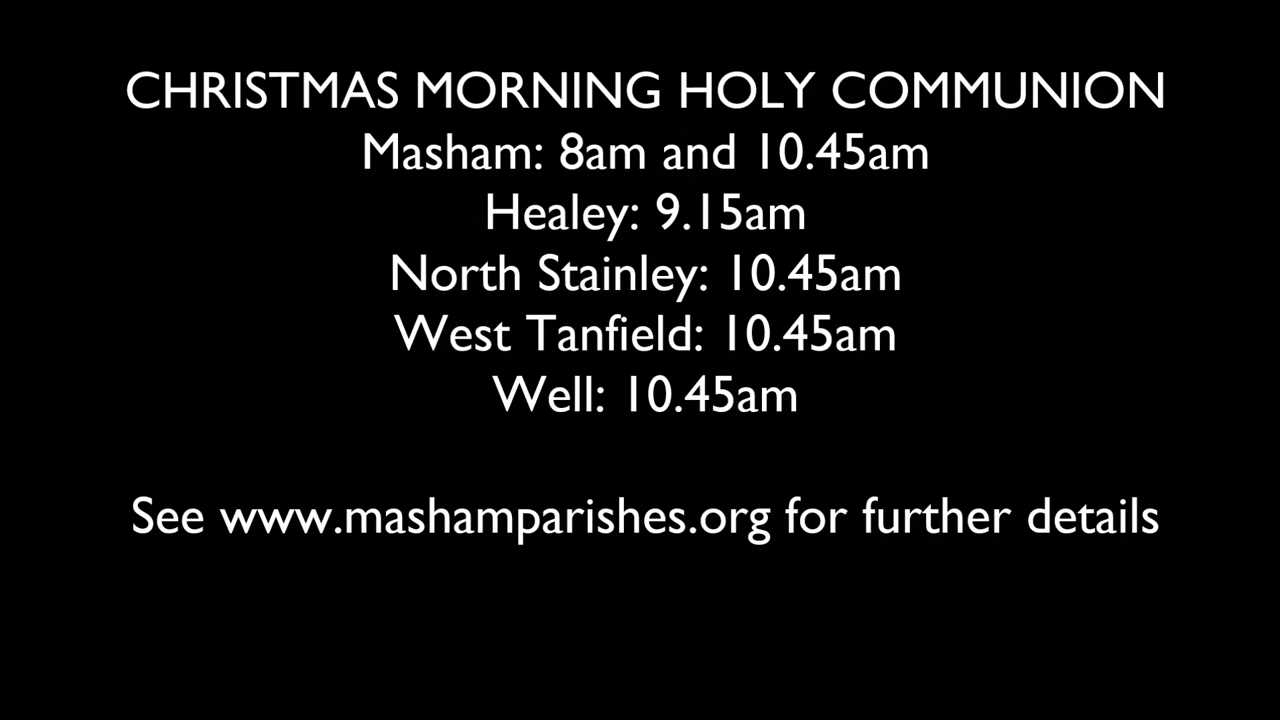 CHRISTMAS MORNING HOLY COMMUNION
Masham: 8am and 10.45am
Healey: 9.15am
North Stainley: 10.45am
West Tanfield: 10.45am
Well: 10.45am
See www.mashamparishes.org for further details